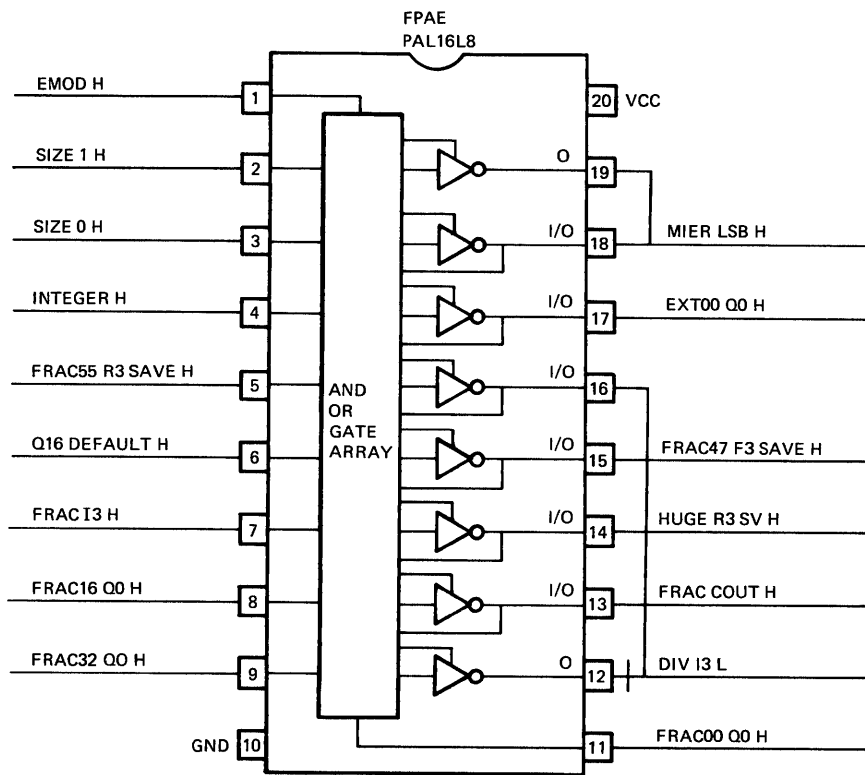 FPAE
PAL16L8
EMOD H
1
20 VCC
SIZE 1 H
2
O
19
SIZE 0 H
3
I/O
18
MIER LSB H
INTEGER H
4
I/O
17
EXT00 Q0 H
FRAC55 R3 SAVE H
5
AND
OR
GATE
ARRAY
I/O
16
Q16 DEFAULT H
6
I/O
15
FRAC47 F3 SAVE H
FRAC I3 H
7
I/O
14
HUGE R3 SV H
FRAC16 Q0 H
8
I/O
13
FRAC COUT H
FRAC32 QO H
9
O
12
DIV I3 L
GND 10
11
FRAC00 Q0 H